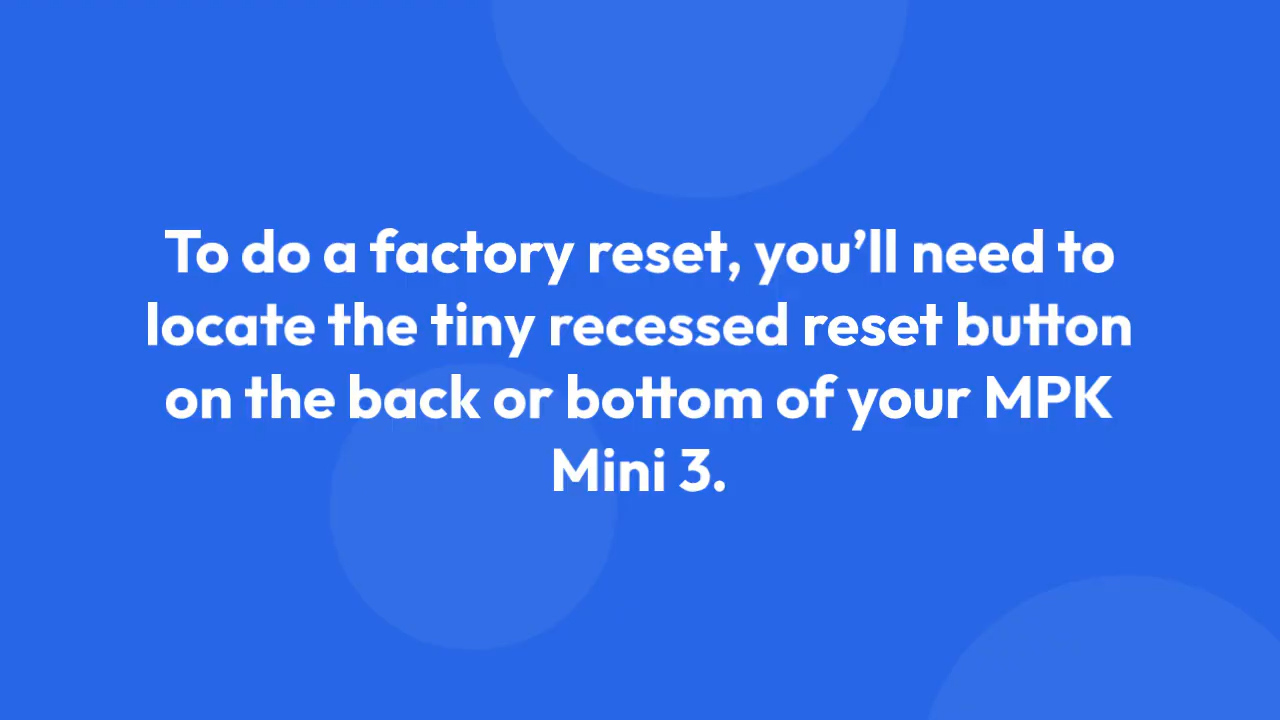 To do a factory reset, you’ll need to
locate the tiny recessed reset button
on the back or bottom of your MPK
Mini 3.